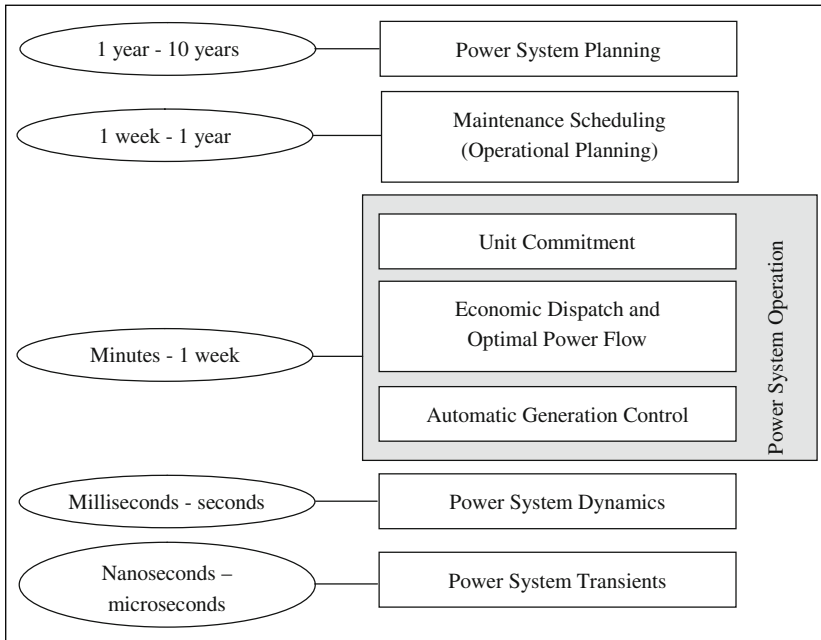 1 year - 10 years
Power System Planning
1 week - 1 year
Maintenance Scheduling
(Operational Planning)
Unit Commitment
Economic Dispatch and
Optimal Power Flow
Minutes - 1 week
Automatic Generation Control
Power System Operation
Milliseconds - seconds
Power System Dynamics
Nanoseconds –
microseconds
Power System Transients